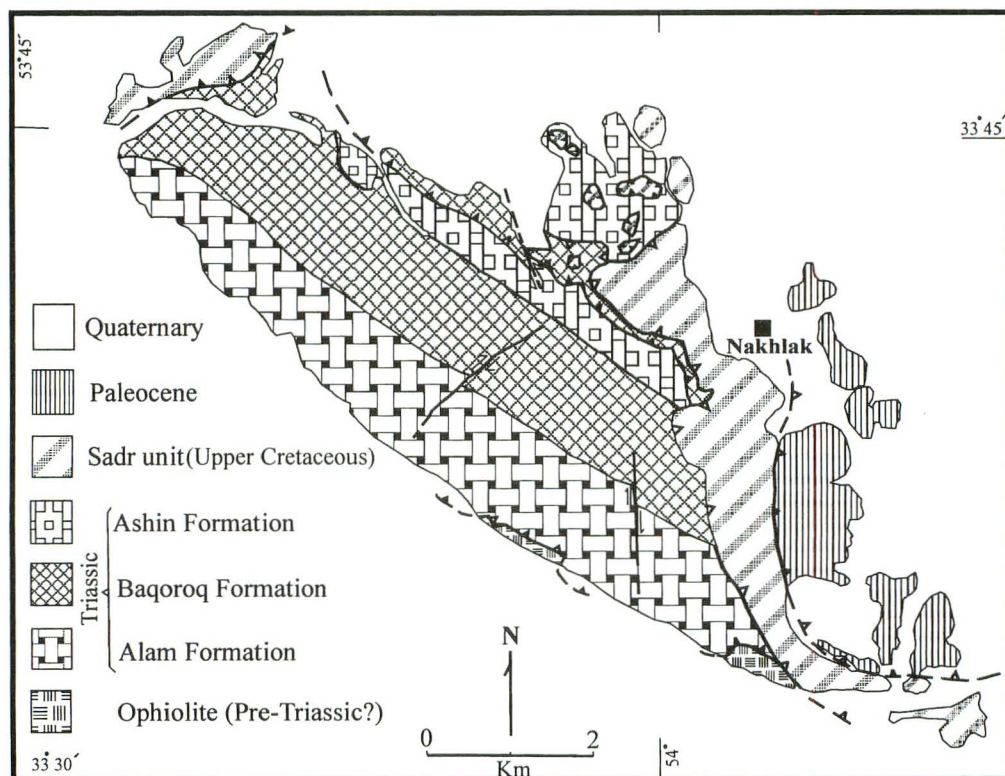 53°45´
33°45´
Nakhlak
Quaternary
Paleocene
Sadr unit(Upper Cretaceous)
Triassic
Ashin Formation
Baqoroq Formation
Alam Formation
Ophiolite (Pre-Triassic?)
N
0 2
Km
33°30´
54°